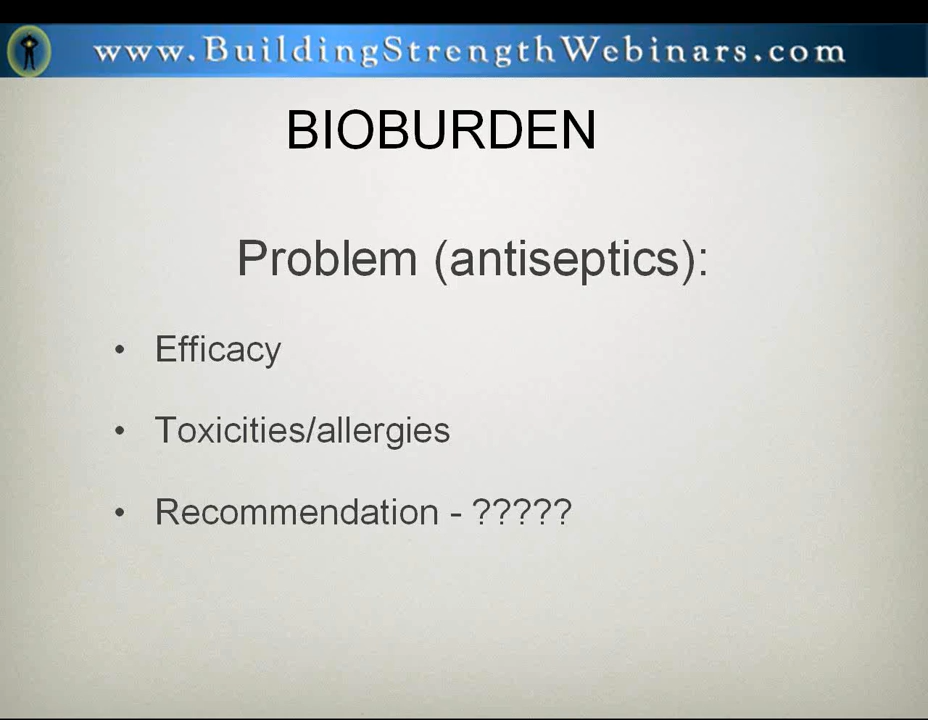 www.BuildingStrengthWebinars.com
BIOBURDEN
Problem (antiseptics):
• Efficacy
• Toxicities/allergies
• Recommendation - ?????